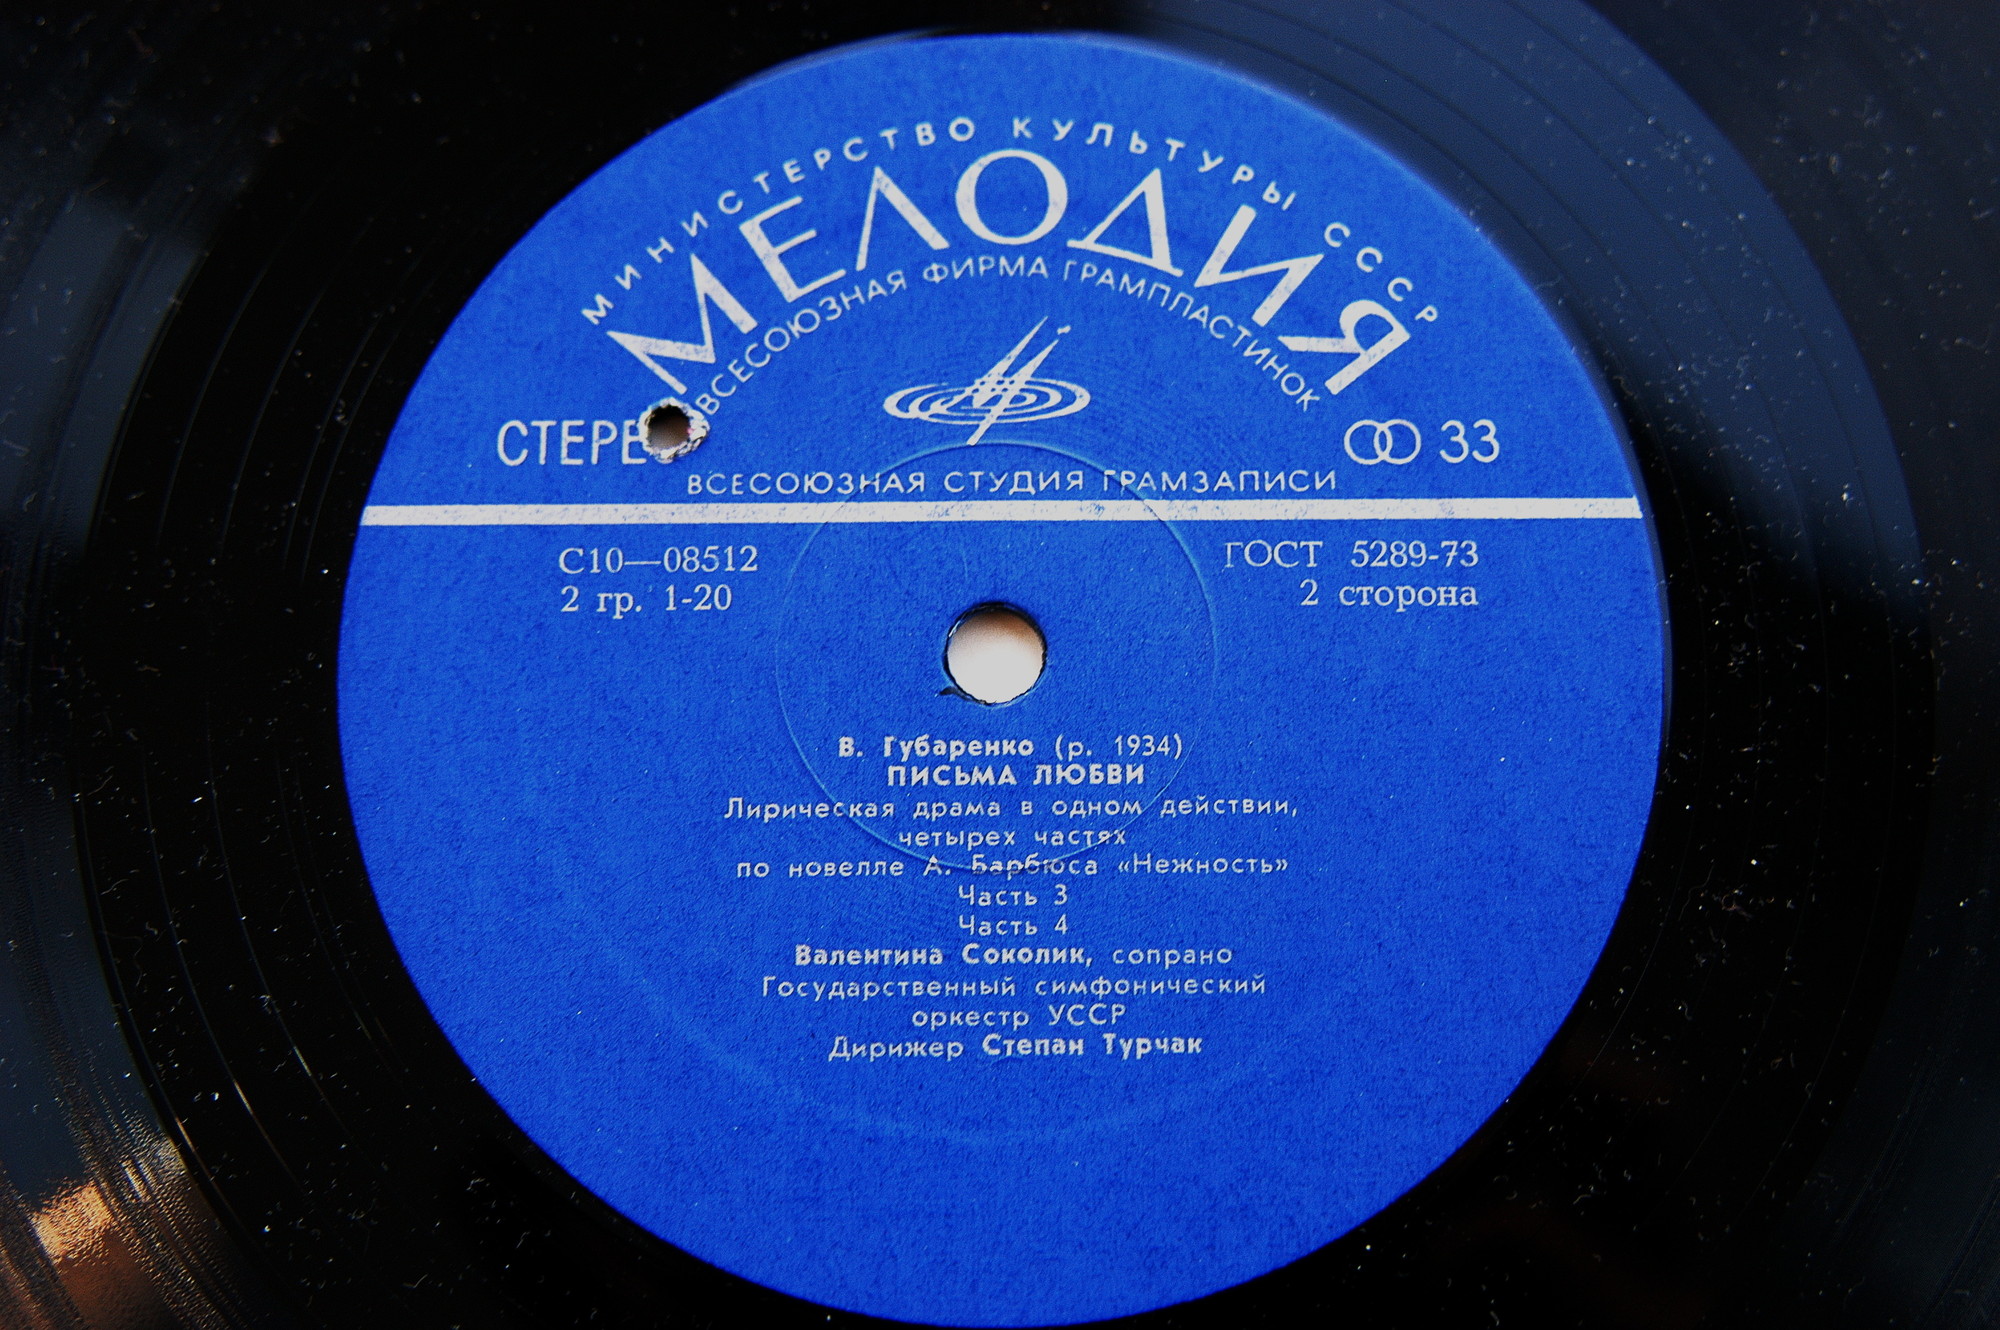 МИНИСТЕРСТВО КУЛЬТУРЫ СССР
МЕЛОДИЯ
ВСЕСОЮЗНАЯ ФИРМА ГРАМПЛАСТИНОК
СТЕРЕ 33
ВСЕСОЮЗНАЯ СТУДИЯ ГРАМЗАПИСИ
С10—08512 ГОСТ 5289-73
2 гр. 1-20 2 сторона
В. Губаренко (р. 1934)
ПИСЬМА ЛЮБВИ
Лирическая драма в одном действии,
четырех частях
по новелле А. Барбюса «Нежность»
Часть 3
Часть 4
Валентина Соколик, сопрано
Государственный симфонический
оркестр УССР
Дирижер Степан Турчак